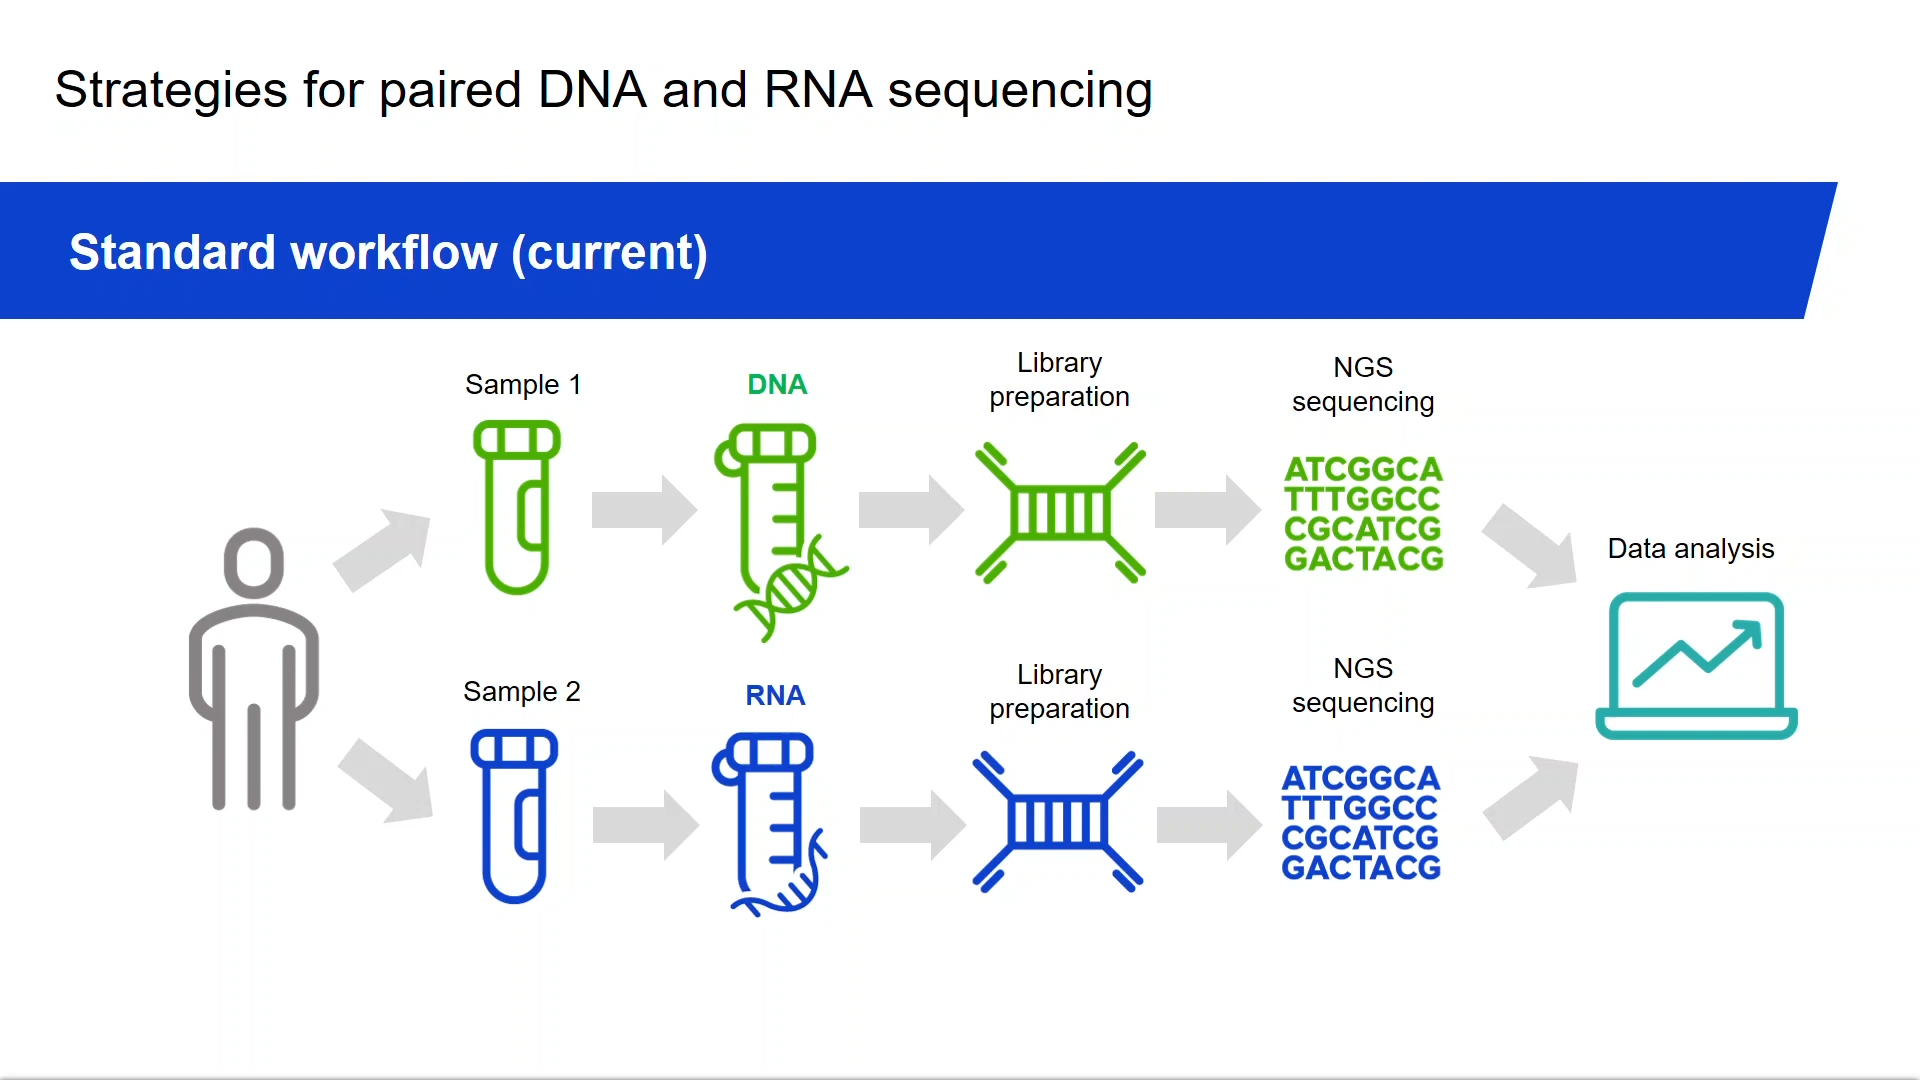 Strategies for paired DNA and RNA sequencing
Standard workflow (current)
Sample 1
DNA
Library
preparation
NGS
sequencing
ATCGGCA
TTTGGCC
CGCATCG
GACTACG
Data analysis
Sample 2
RNA
Library
preparation
NGS
sequencing
ATCGGCA
TTTGGCC
CGCATCG
GACTACG